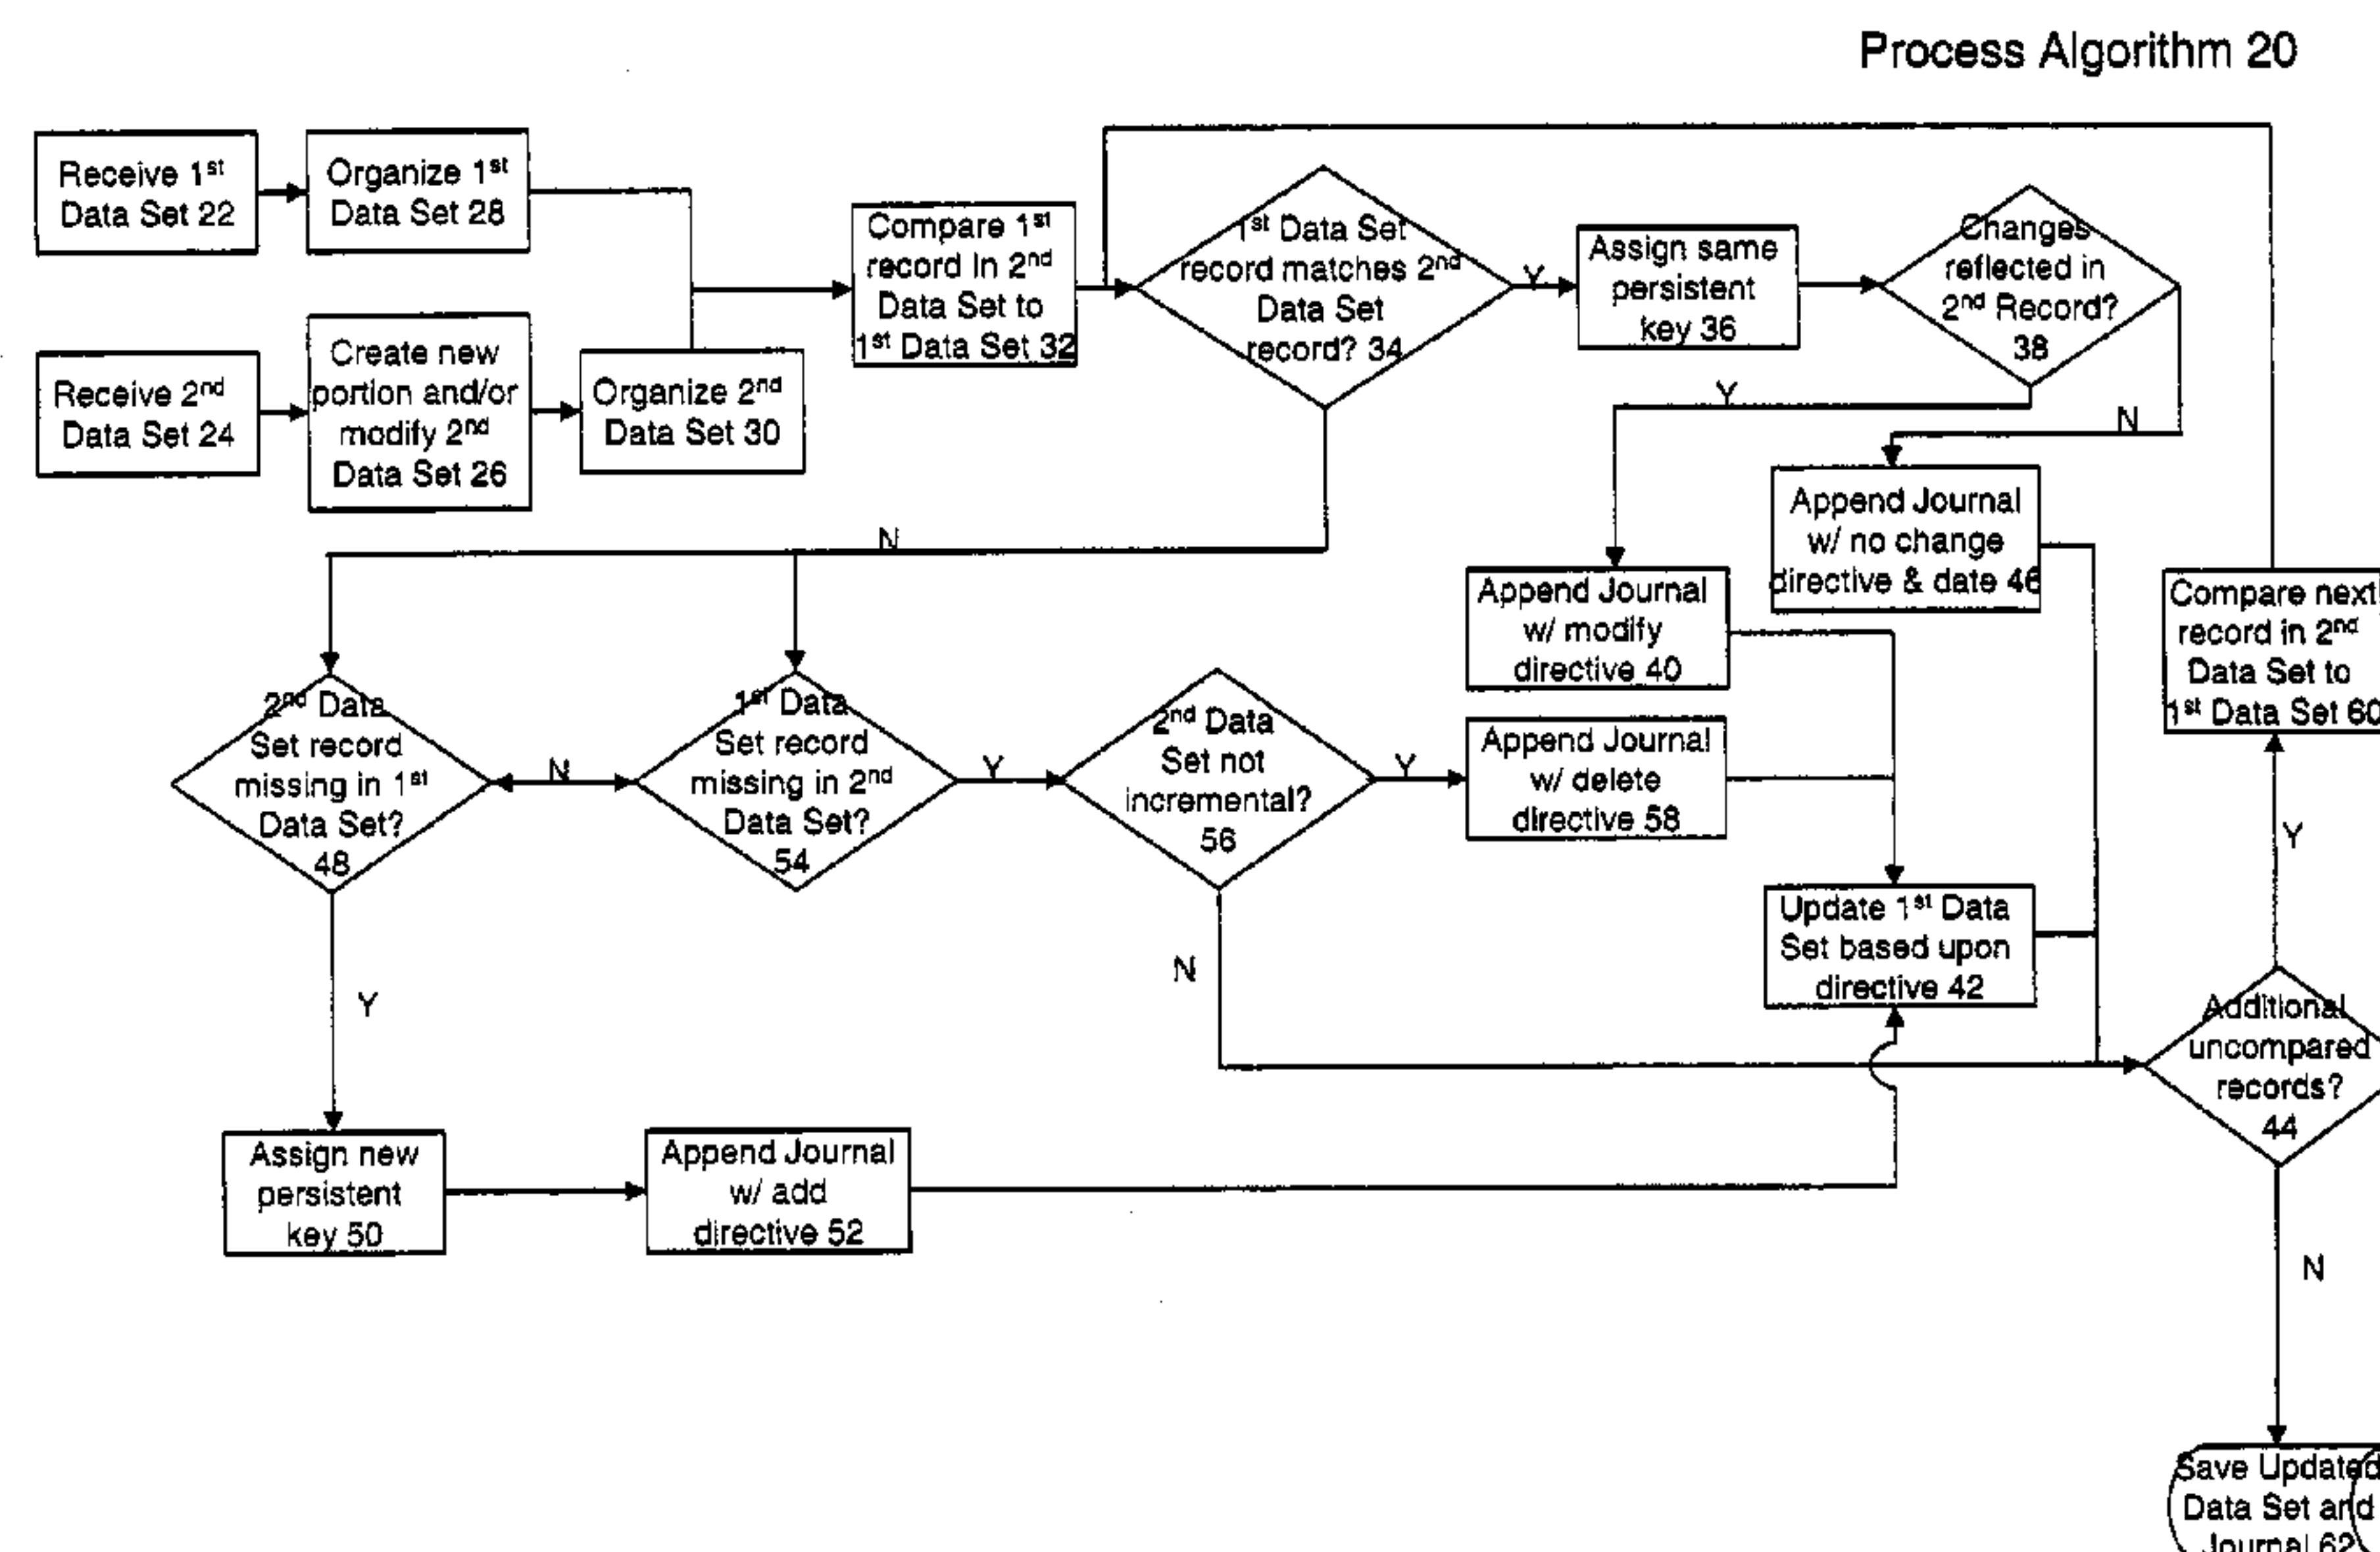 Process Algorithm 20
Receive 1st
Data Set 22
Organize 1st
Data Set 28
Receive 2nd
Data Set 24
Create new
portion and/or
modify 2nd
Data Set 26
Organize 2nd
Data Set 30
Compare 1st
record in 2nd
Data Set to
1st Data Set 32
1st Data Set
record matches 2nd
Data Set
record? 34
Y
Assign same
persistent
key 36
Changes
reflected in
2nd Record?
38
Y
N
Append Journal
w/ no change
directive & date 46
N
Append Journal
w/ modify
directive 40
Compare next
record in 2nd
Data Set to
1st Data Set 60
2nd Data
Set record
missing in 1st
Data Set?
48
N
1st Data
Set record
missing in 2nd
Data Set?
54
Y
2nd Data
Set not
incremental?
56
Y
Append Journal
w/ delete
directive 58
Y
Update 1st Data
Set based upon
directive 42
N
Y
Additional
uncompared
records?
44
Assign new
persistent
key 50
Append Journal
w/ add
directive 52
N
Save Updated
Data Set and
Journal 62